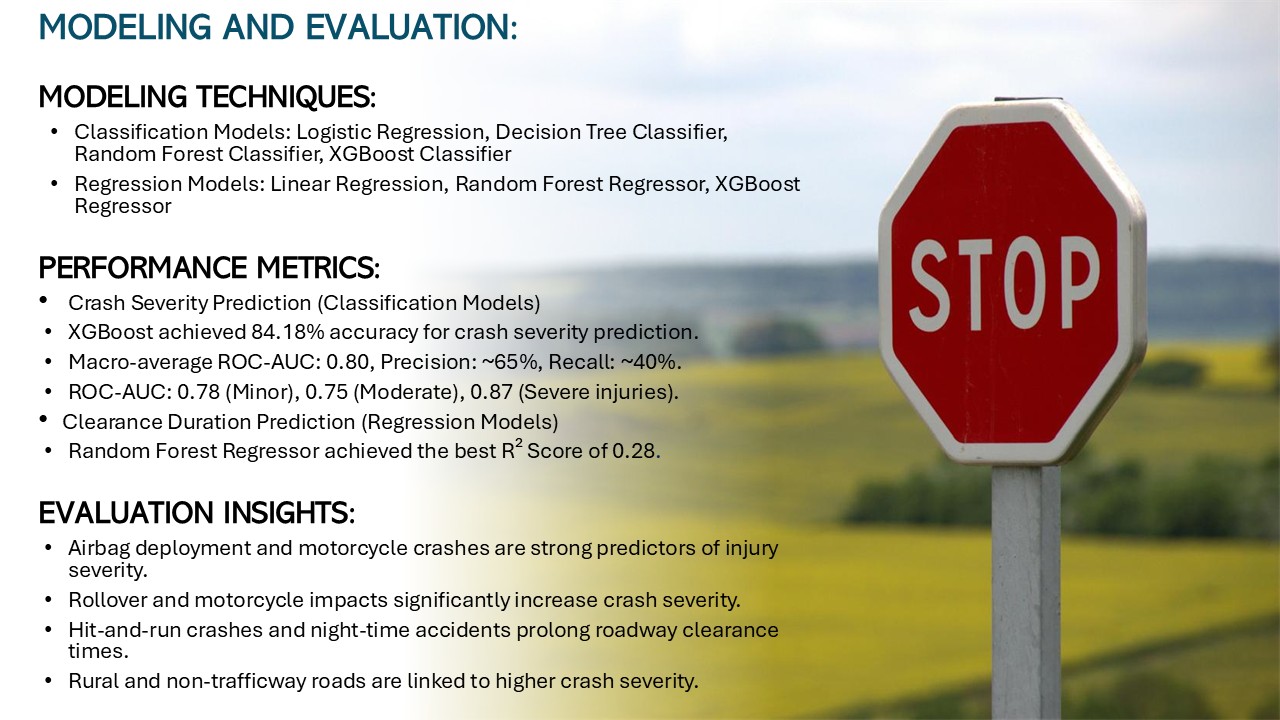 MODELING AND EVALUATION:
MODELING TECHNIQUES:
• Classification Models: Logistic Regression, Decision Tree Classifier,
Random Forest Classifier, XGBoost Classifier
• Regression Models: Linear Regression, Random Forest Regressor, XGBoost
Regressor
PERFORMANCE METRICS:
• Crash Severity Prediction (Classification Models)
• XGBoost achieved 84.18% accuracy for crash severity prediction.
• Macro-average ROC-AUC: 0.80, Precision: ~65%, Recall: ~40%.
• ROC-AUC: 0.78 (Minor), 0.75 (Moderate), 0.87 (Severe injuries).
• Clearance Duration Prediction (Regression Models)
• Random Forest Regressor achieved the best R² Score of 0.28.
EVALUATION INSIGHTS:
• Airbag deployment and motorcycle crashes are strong predictors of injury
severity.
• Rollover and motorcycle impacts significantly increase crash severity.
• Hit-and-run crashes and night-time accidents prolong roadway clearance
times.
• Rural and non-trafficway roads are linked to higher crash severity.
STOP